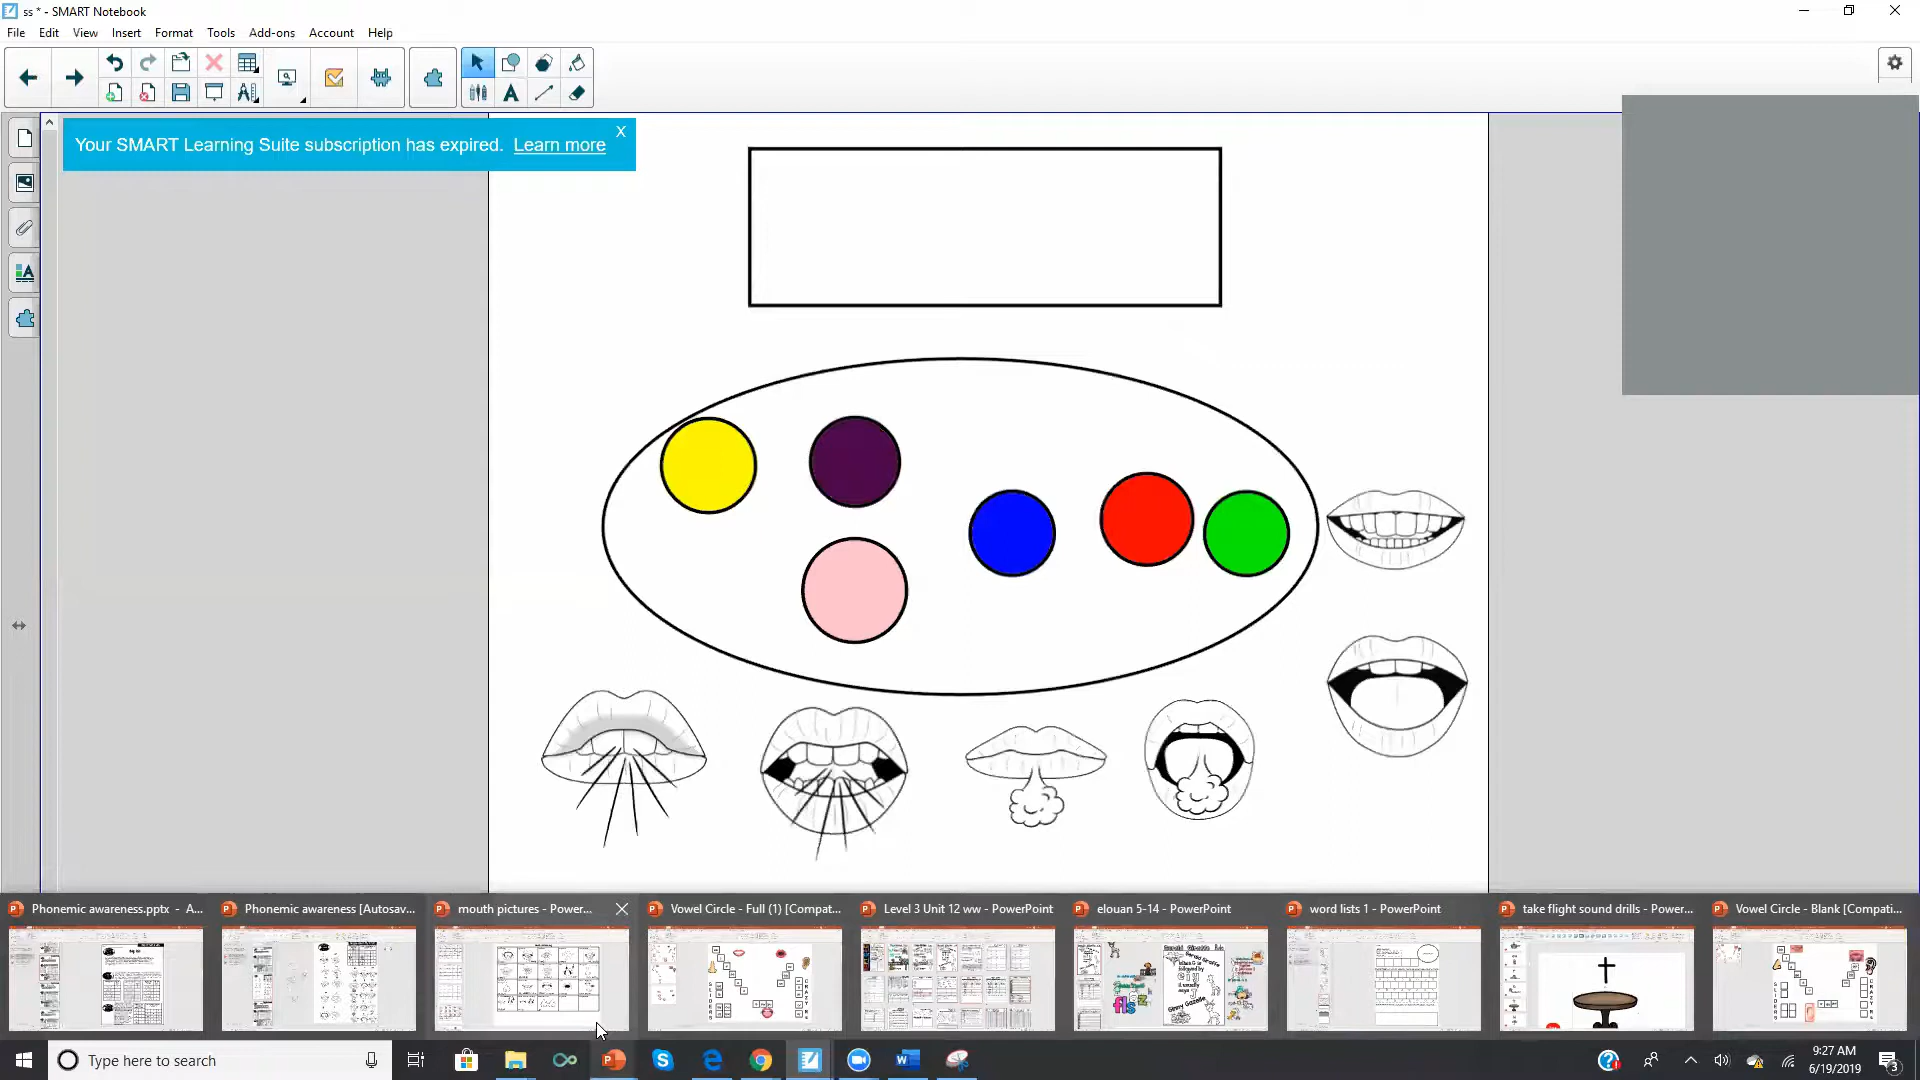 ss * - SMART Notebook
File Edit View Insert Format Tools Add-ons Account Help
Your SMART Learning Suite subscription has expired. Learn more X
Phonemic awareness.pptx - A...
Phonemic awareness [Autosav...
mouth pictures - Power...
Vowel Circle - Full (1) [Compat...
Level 3 Unit 12 ww - PowerPoint
elouan 5-14 - PowerPoint
word lists 1 - PowerPoint
take flight sound drills - Power...
Vowel Circle - Blank [Compati...
Type here to search
9:27 AM
6/19/2019
3